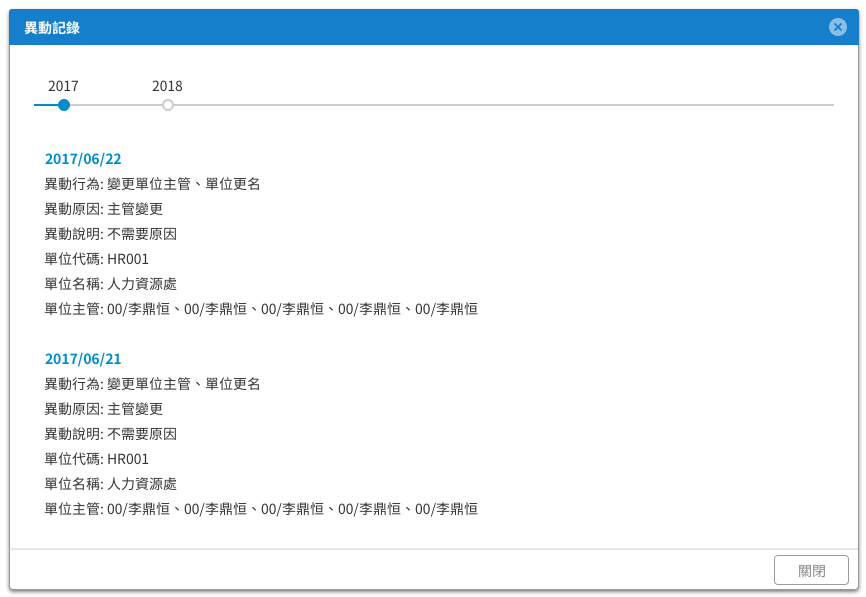 異動記錄
2017 2018
2017/06/22
異動行為: 變更單位主管、單位更名
異動原因: 主管變更
異動說明: 不需要原因
單位代碼: HR001
單位名稱: 人力資源處
單位主管: 00/李鼎恒、00/李鼎恒、00/李鼎恒、00/李鼎恒、00/李鼎恒
2017/06/21
異動行為: 變更單位主管、單位更名
異動原因: 主管變更
異動說明: 不需要原因
單位代碼: HR001
單位名稱: 人力資源處
單位主管: 00/李鼎恒、00/李鼎恒、00/李鼎恒、00/李鼎恒、00/李鼎恒
關閉